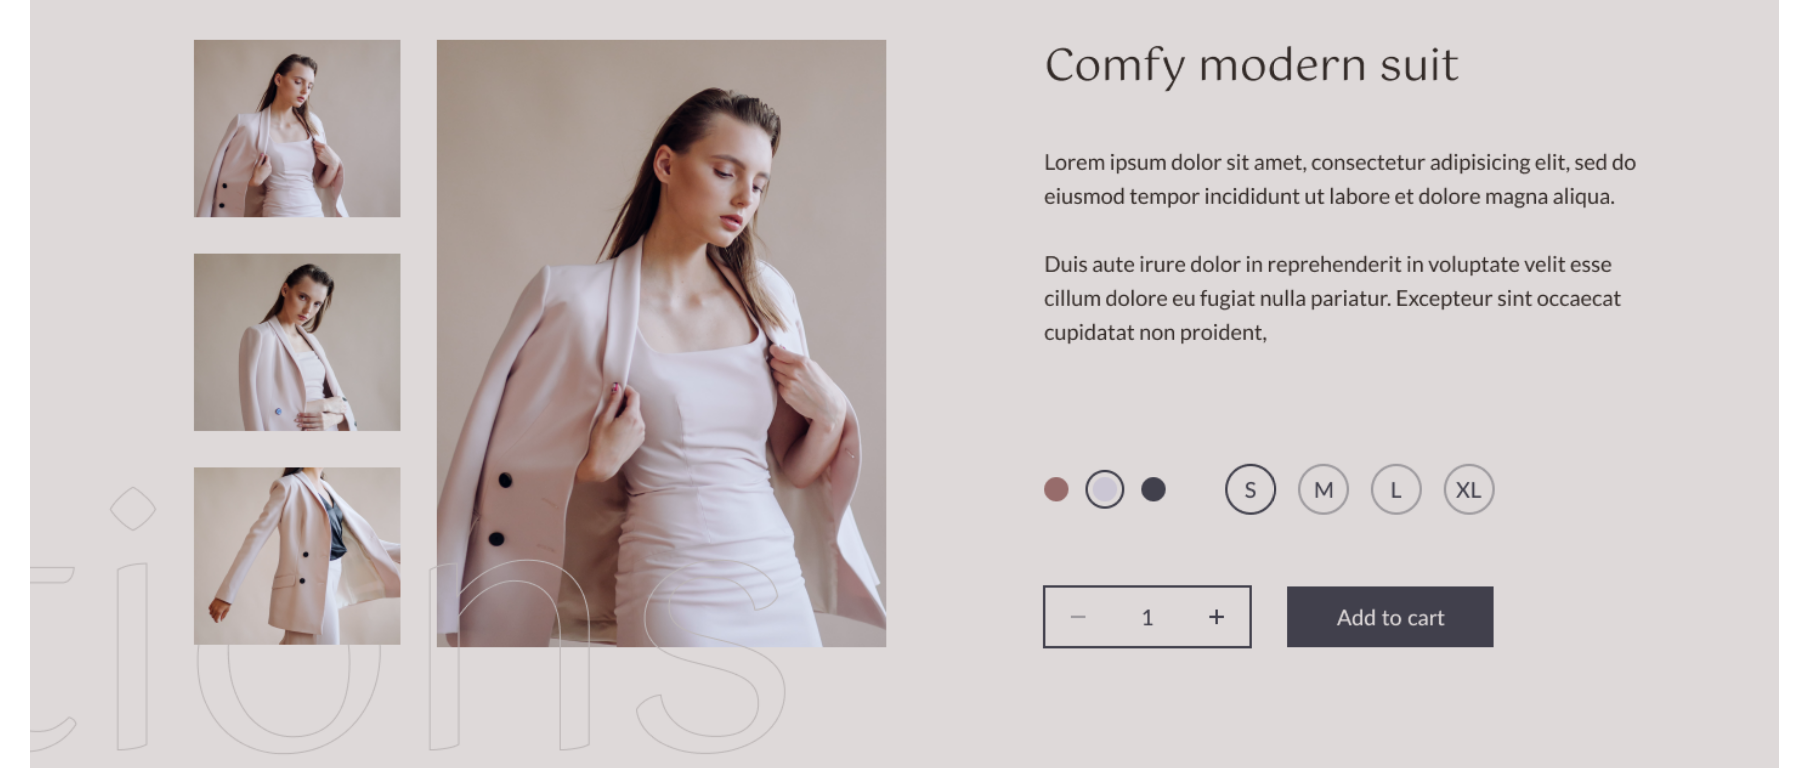 Comfy modern suit
Lorem ipsum dolor sit amet, consectetur adipisicing elit, sed do
eiusmod tempor incididunt ut labore et dolore magna aliqua.
Duis aute irure dolor in reprehenderit in voluptate velit esse
cillum dolore eu fugiat nulla pariatur. Excepteur sint occaecat
cupidatat non proident,
S M L XL
− 1 + Add to cart
tions